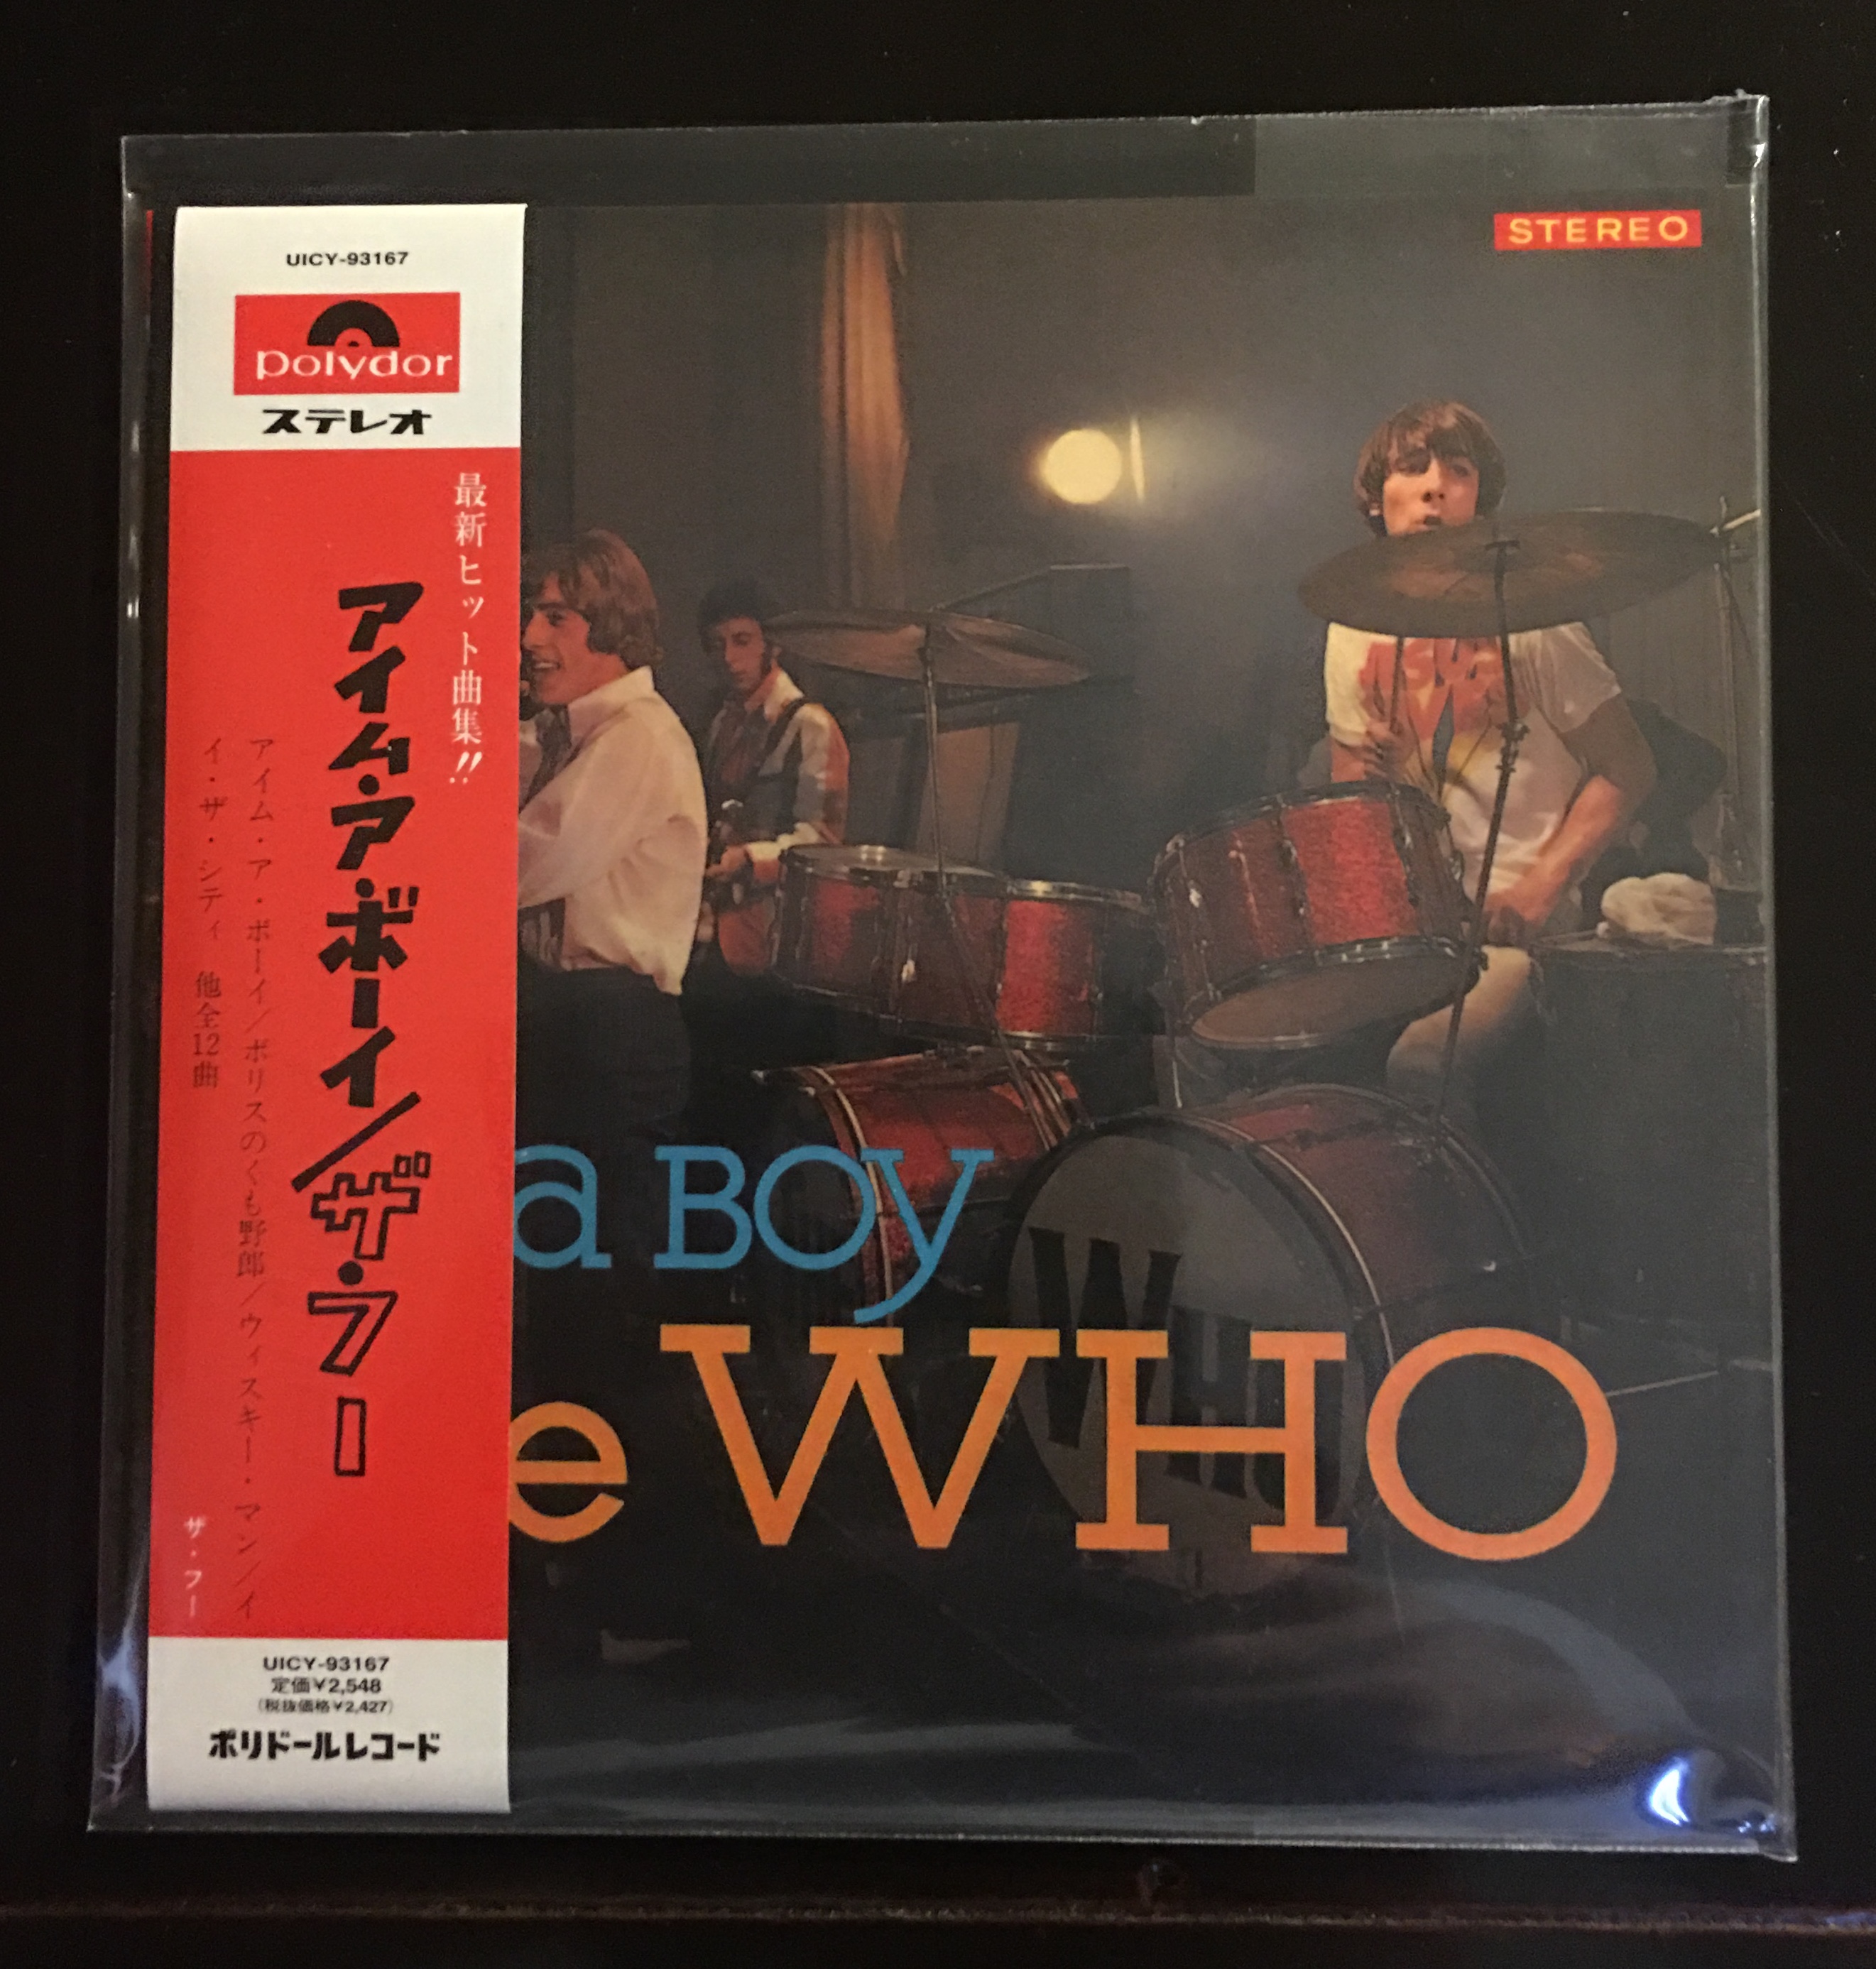 UICY-93167
polydor
ステレオ
最新ヒット曲集!!
アイム・ア・ボーイ/ザ・フー
アイム・ア・ボーイ/ボリスのくも野郎/ウィスキー・マン/イ
イ・ザ・シティ 他全12曲
ザ・フー
UICY-93167
定価¥2,548
(税抜価格¥2,427)
ポリドールレコード
STEREO
a BOY
e WHO
WHO